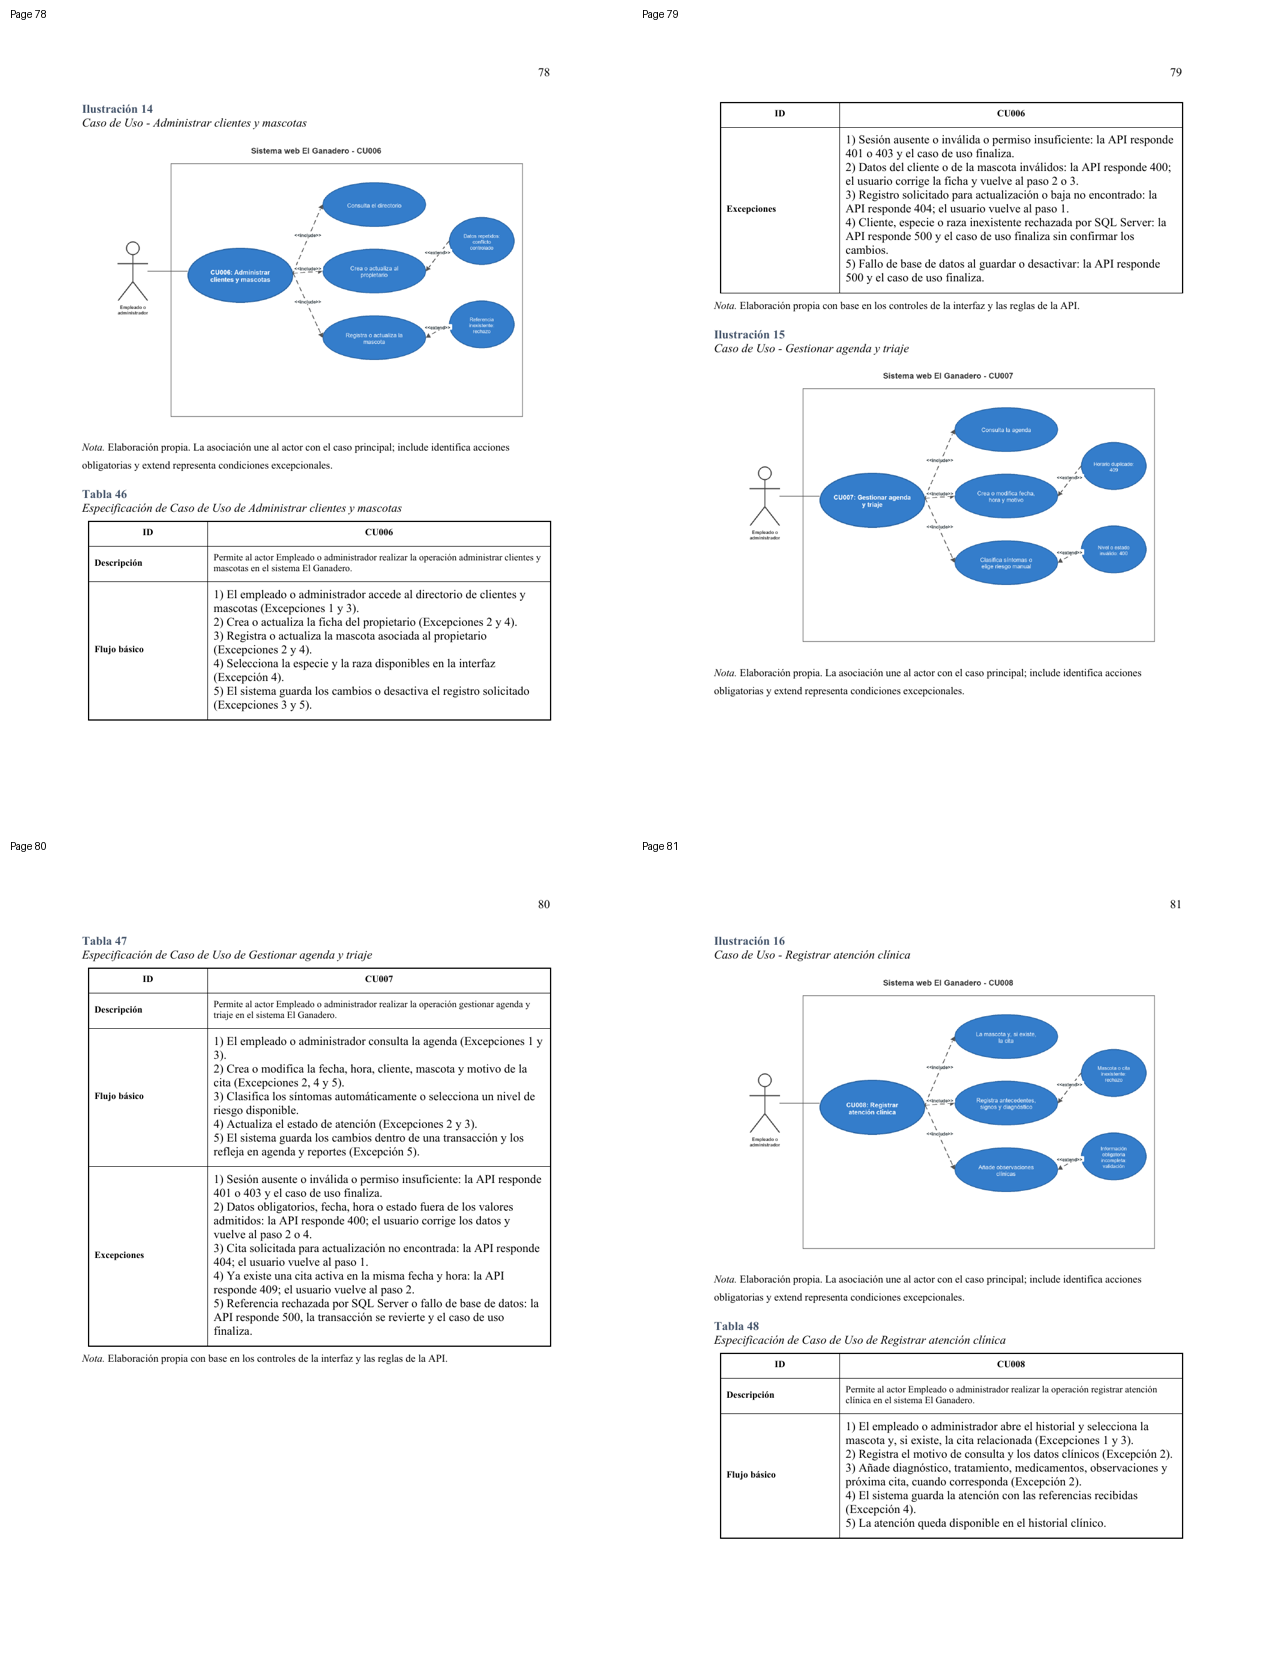 Page 78
78
Ilustración 14
Caso de Uso - Administrar clientes y mascotas
Sistema web El Ganadero - CU006
Consulta el directorio
<<include>>
Datos repetidos:
conflicto
controlado
<<extend>>
CU006: Administrar
clientes y mascotas
<<include>>
Crea o actualiza al
propietario
Empleado o
administrador
<<include>>
Referencia
inexistente:
rechazo
<<extend>>
Registra o actualiza la
mascota
Nota. Elaboración propia. La asociación une al actor con el caso principal; include identifica acciones
obligatorias y extend representa condiciones excepcionales.
Tabla 46
Especificación de Caso de Uso de Administrar clientes y mascotas
ID CU006
Descripción
Permite al actor Empleado o administrador realizar la operación administrar clientes y
mascotas en el sistema El Ganadero.
Flujo básico
1) El empleado o administrador accede al directorio de clientes y
mascotas (Excepciones 1 y 3).
2) Crea o actualiza la ficha del propietario (Excepciones 2 y 4).
3) Registra o actualiza la mascota asociada al propietario
(Excepciones 2 y 4).
4) Selecciona la especie y la raza disponibles en la interfaz
(Excepción 4).
5) El sistema guarda los cambios o desactiva el registro solicitado
(Excepciones 3 y 5).
Page 79
79
ID CU006
Excepciones
1) Sesión ausente o inválida o permiso insuficiente: la API responde
401 o 403 y el caso de uso finaliza.
2) Datos del cliente o de la mascota inválidos: la API responde 400;
el usuario corrige la ficha y vuelve al paso 2 o 3.
3) Registro solicitado para actualización o baja no encontrado: la
API responde 404; el usuario vuelve al paso 1.
4) Cliente, especie o raza inexistente rechazada por SQL Server: la
API responde 500 y el caso de uso finaliza sin confirmar los
cambios.
5) Fallo de base de datos al guardar o desactivar: la API responde
500 y el caso de uso finaliza.
Nota. Elaboración propia con base en los controles de la interfaz y las reglas de la API.
Ilustración 15
Caso de Uso - Gestionar agenda y triaje
Sistema web El Ganadero - CU007
Consulta la agenda
<<include>>
Horario duplicado:
409
<<extend>>
CU007: Gestionar agenda
y triaje
<<include>>
Crea o modifica fecha,
hora y motivo
Empleado o
administrador
<<include>>
Nivel o estado
inválido: 400
<<extend>>
Clasifica síntomas o
elige riesgo manual
Nota. Elaboración propia. La asociación une al actor con el caso principal; include identifica acciones
obligatorias y extend representa condiciones excepcionales.
Page 80
80
Tabla 47
Especificación de Caso de Uso de Gestionar agenda y triaje
ID CU007
Descripción
Permite al actor Empleado o administrador realizar la operación gestionar agenda y
triaje en el sistema El Ganadero.
Flujo básico
1) El empleado o administrador consulta la agenda (Excepciones 1 y
3).
2) Crea o modifica la fecha, hora, cliente, mascota y motivo de la
cita (Excepciones 2, 4 y 5).
3) Clasifica los síntomas automáticamente o selecciona un nivel de
riesgo disponible.
4) Actualiza el estado de atención (Excepciones 2 y 3).
5) El sistema guarda los cambios dentro de una transacción y los
refleja en agenda y reportes (Excepción 5).
Excepciones
1) Sesión ausente o inválida o permiso insuficiente: la API responde
401 o 403 y el caso de uso finaliza.
2) Datos obligatorios, fecha, hora o estado fuera de los valores
admitidos: la API responde 400; el usuario corrige los datos y
vuelve al paso 2 o 4.
3) Cita solicitada para actualización no encontrada: la API responde
404; el usuario vuelve al paso 1.
4) Ya existe una cita activa en la misma fecha y hora: la API
responde 409; el usuario vuelve al paso 2.
5) Referencia rechazada por SQL Server o fallo de base de datos: la
API responde 500, la transacción se revierte y el caso de uso
finaliza.
Nota. Elaboración propia con base en los controles de la interfaz y las reglas de la API.
Page 81
81
Ilustración 16
Caso de Uso - Registrar atención clínica
Sistema web El Ganadero - CU008
La mascota y, si existe,
la cita
<<include>>
Mascota o cita
inexistente:
rechazo
<<extend>>
CU008: Registrar
atención clínica
<<include>>
Registra antecedentes,
signos y diagnóstico
Empleado o
administrador
<<include>>
Información
obligatoria
incompleta:
validación
<<extend>>
Añade observaciones
clínicas
Nota. Elaboración propia. La asociación une al actor con el caso principal; include identifica acciones
obligatorias y extend representa condiciones excepcionales.
Tabla 48
Especificación de Caso de Uso de Registrar atención clínica
ID CU008
Descripción
Permite al actor Empleado o administrador realizar la operación registrar atención
clínica en el sistema El Ganadero.
Flujo básico
1) El empleado o administrador abre el historial y selecciona la
mascota y, si existe, la cita relacionada (Excepciones 1 y 3).
2) Registra el motivo de consulta y los datos clínicos (Excepción 2).
3) Añade diagnóstico, tratamiento, medicamentos, observaciones y
próxima cita, cuando corresponda (Excepción 2).
4) El sistema guarda la atención con las referencias recibidas
(Excepción 4).
5) La atención queda disponible en el historial clínico.